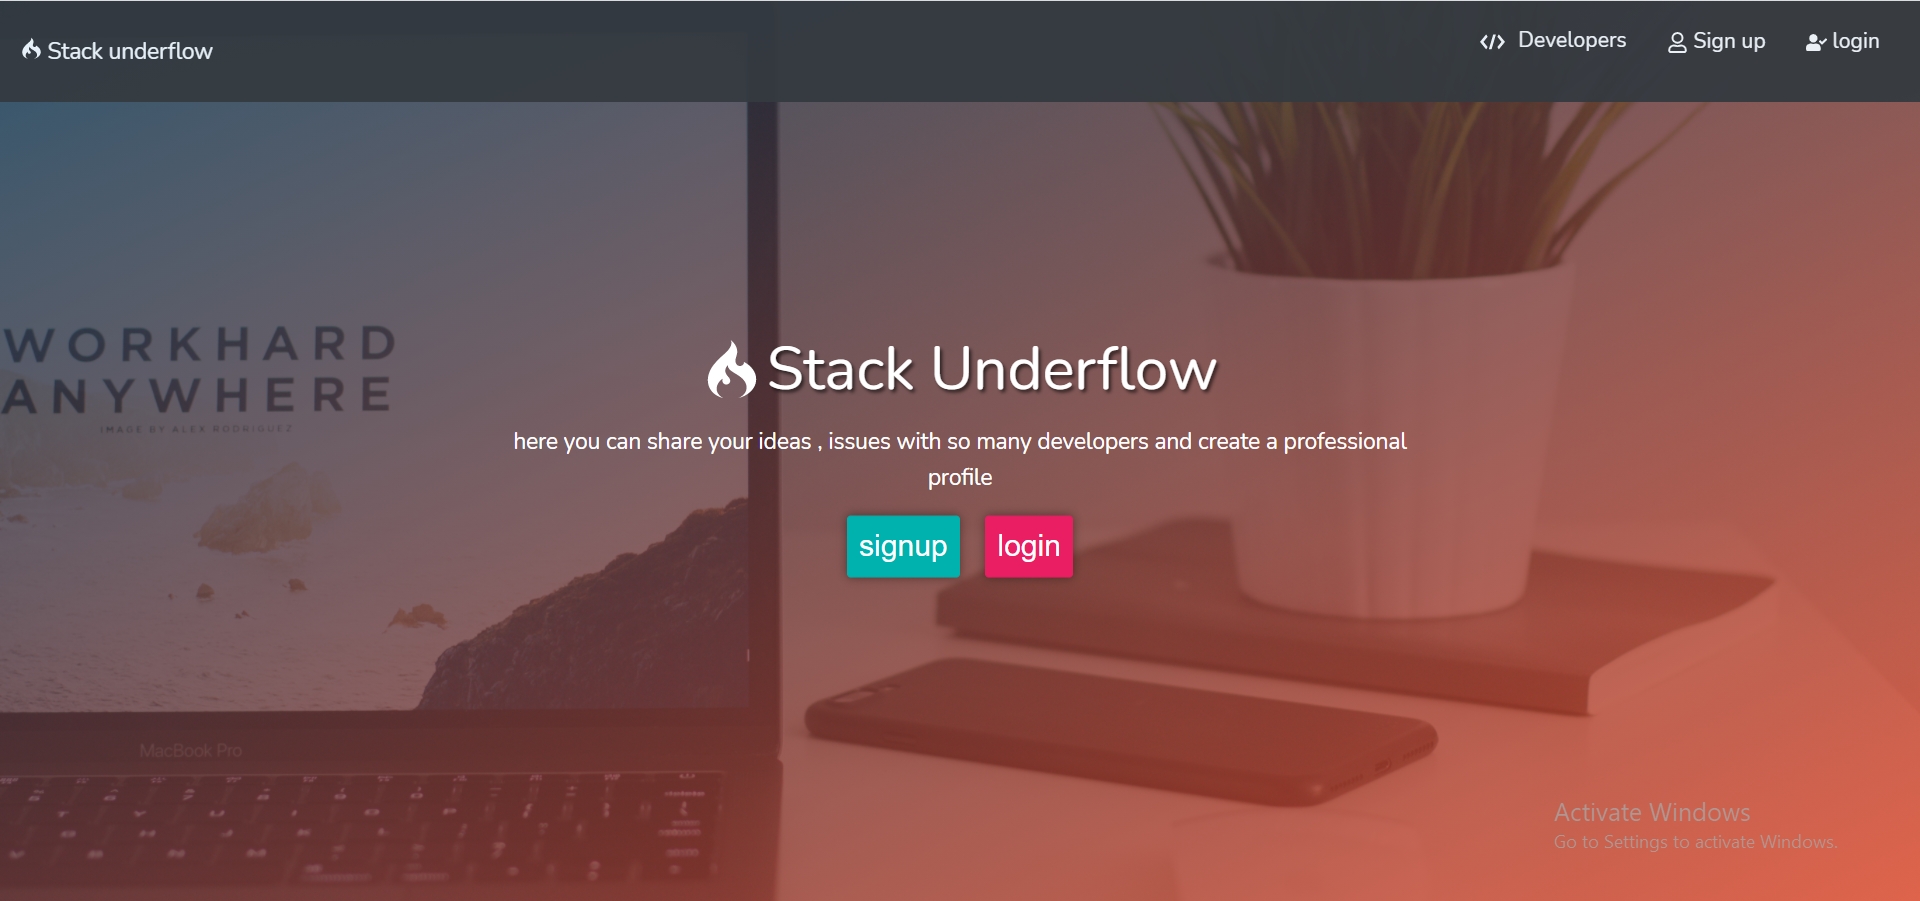 Stack underflow
Developers
Sign up
login
WORKHARD
ANYWHERE
IMAGE BY ALEX RODRIGUEZ
Stack Underflow
here you can share your ideas , issues with so many developers and create a professional
profile
signup
login
MacBook Pro
delete
Activate Windows
Go to Settings to activate Windows.